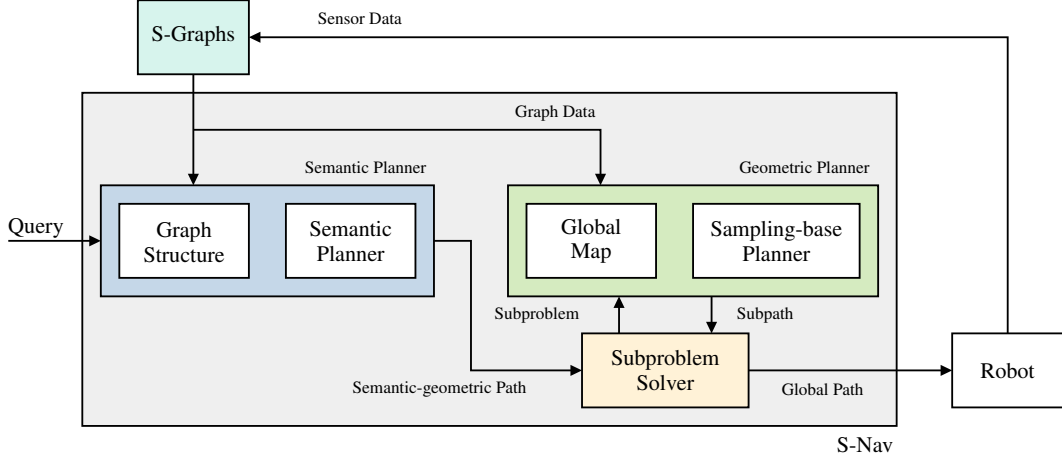 Sensor Data
S-Graphs
Graph Data
Semantic Planner
Geometric Planner
Query
Graph
Structure
Semantic
Planner
Global
Map
Sampling-base
Planner
Subproblem
Subpath
Subproblem
Solver
Semantic-geometric Path
Global Path
Robot
S-Nav